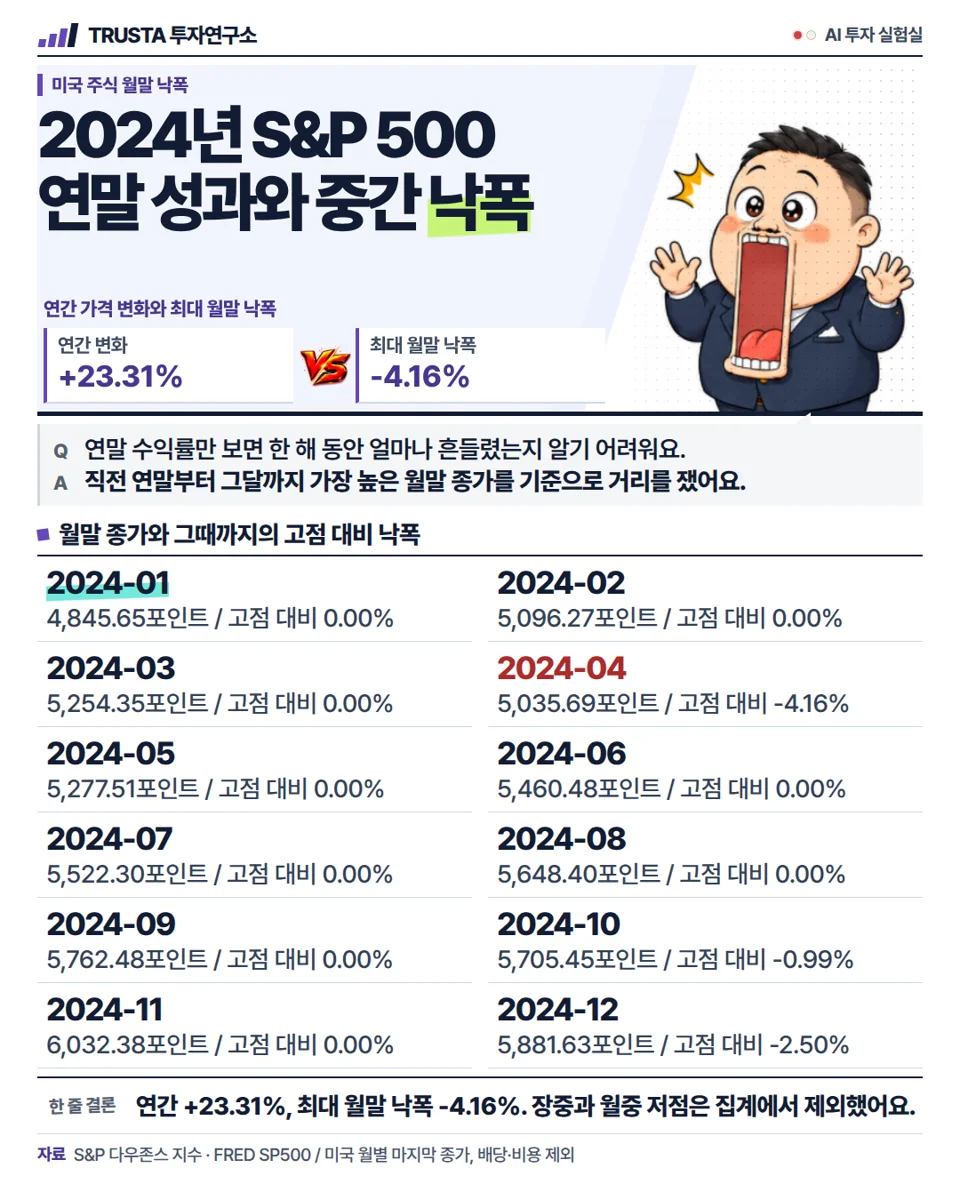 TRUSTA 투자연구소
AI 투자 실험실
미국 주식 월말 낙폭
2024년 S&P 500
연말 성과와 중간 낙폭
연간 가격 변화와 최대 월말 낙폭
연간 변화
+23.31%
VS
최대 월말 낙폭
-4.16%
Q 연말 수익률만 보면 한 해 동안 얼마나 흔들렸는지 알기 어려워요.
A 직전 연말부터 그달까지 가장 높은 월말 종가를 기준으로 거리를 쟀어요.
월말 종가와 그때까지의 고점 대비 낙폭
2024-01
4,845.65포인트 / 고점 대비 0.00%
2024-02
5,096.27포인트 / 고점 대비 0.00%
2024-03
5,254.35포인트 / 고점 대비 0.00%
2024-04
5,035.69포인트 / 고점 대비 -4.16%
2024-05
5,277.51포인트 / 고점 대비 0.00%
2024-06
5,460.48포인트 / 고점 대비 0.00%
2024-07
5,522.30포인트 / 고점 대비 0.00%
2024-08
5,648.40포인트 / 고점 대비 0.00%
2024-09
5,762.48포인트 / 고점 대비 0.00%
2024-10
5,705.45포인트 / 고점 대비 -0.99%
2024-11
6,032.38포인트 / 고점 대비 0.00%
2024-12
5,881.63포인트 / 고점 대비 -2.50%
한 줄 결론 연간 +23.31%, 최대 월말 낙폭 -4.16%. 장중과 월중 저점은 집계에서 제외했어요.
자료 S&P 다우존스 지수 · FRED SP500 / 미국 월별 마지막 종가, 배당·비용 제외